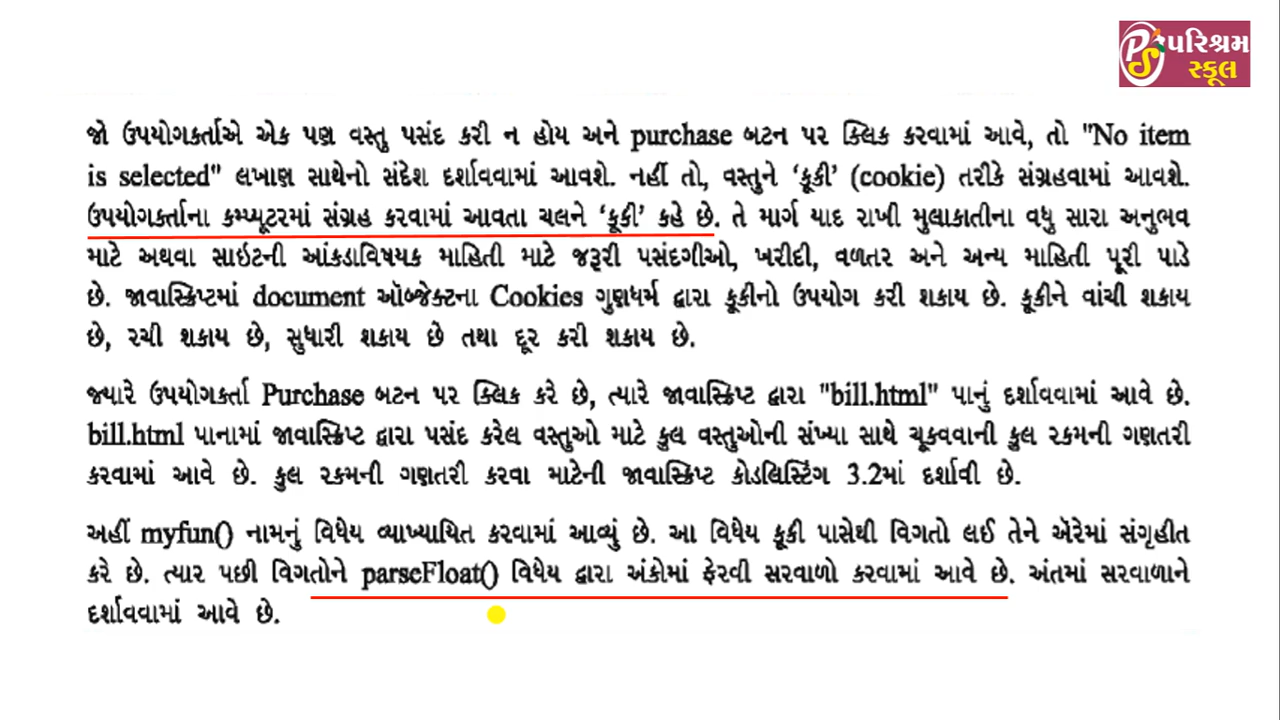 પરિશ્રમ
સ્કૂલ
જો ઉપયોગકર્તાએ એક પણ વસ્તુ પસંદ કરી ન હોય અને purchase બટન પર ક્લિક કરવામાં આવે, તો "No item
is selected" લખાણ સાથેનો સંદેશ દર્શાવવામાં આવશે. નહીં તો, વસ્તુને ‘કૂકી’ (cookie) તરીકે સંગ્રહવામાં આવશે.
ઉપયોગકર્તાના કમ્પ્યૂટરમાં સંગ્રહ કરવામાં આવતા ચલને ‘કૂકી’ કહે છે. તે માર્ગ યાદ રાખી મુલાકાતીના વધુ સારા અનુભવ
માટે અથવા સાઇટની આંકડાવિષયક માહિતી માટે જરૂરી પસંદગીઓ, ખરીદી, વળતર અને અન્ય માહિતી પૂરી પાડે
છે. જાવાસ્ક્રિપ્ટમાં document ઑબ્જેક્ટના Cookies ગુણધર્મ દ્વારા કૂકીનો ઉપયોગ કરી શકાય છે. કૂકીને વાંચી શકાય
છે, રચી શકાય છે, સુધારી શકાય છે તથા દૂર કરી શકાય છે.
જ્યારે ઉપયોગકર્તા Purchase બટન પર ક્લિક કરે છે, ત્યારે જાવાસ્ક્રિપ્ટ દ્વારા "bill.html" પાનું દર્શાવવામાં આવે છે.
bill.html પાનામાં જાવાસ્ક્રિપ્ટ દ્વારા પસંદ કરેલ વસ્તુઓ માટે કુલ વસ્તુઓની સંખ્યા સાથે ચૂકવવાની કુલ રકમની ગણતરી
કરવામાં આવે છે. કુલ રકમની ગણતરી કરવા માટેની જાવાસ્ક્રિપ્ટ કોડલિસ્ટિંગ 3.2માં દર્શાવી છે.
અહીં myfun() નામનું વિધેય વ્યાખ્યાયિત કરવામાં આવ્યું છે. આ વિધેય કૂકી પાસેથી વિગતો લઈ તેને ઍરેમાં સંગૃહીત
કરે છે. ત્યાર પછી વિગતોને parseFloat() વિધેય દ્વારા અંકોમાં ફેરવી સરવાળો કરવામાં આવે છે. અંતમાં સરવાળાને
દર્શાવવામાં આવે છે.